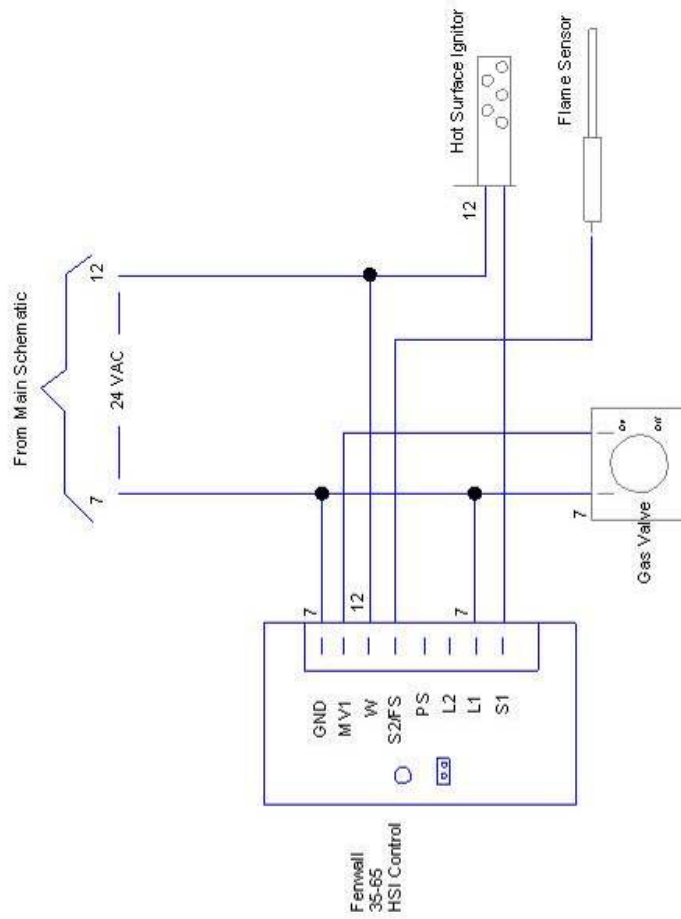 From Main Schematic
7
24 VAC
12
12
Hot Surface Ignitor
Flame Sensor
7
12
7
GND
MV1
W
S2/FS
PS
L2
L1
S1
Fenwall
35-65
HSI Control
7
Gas Valve